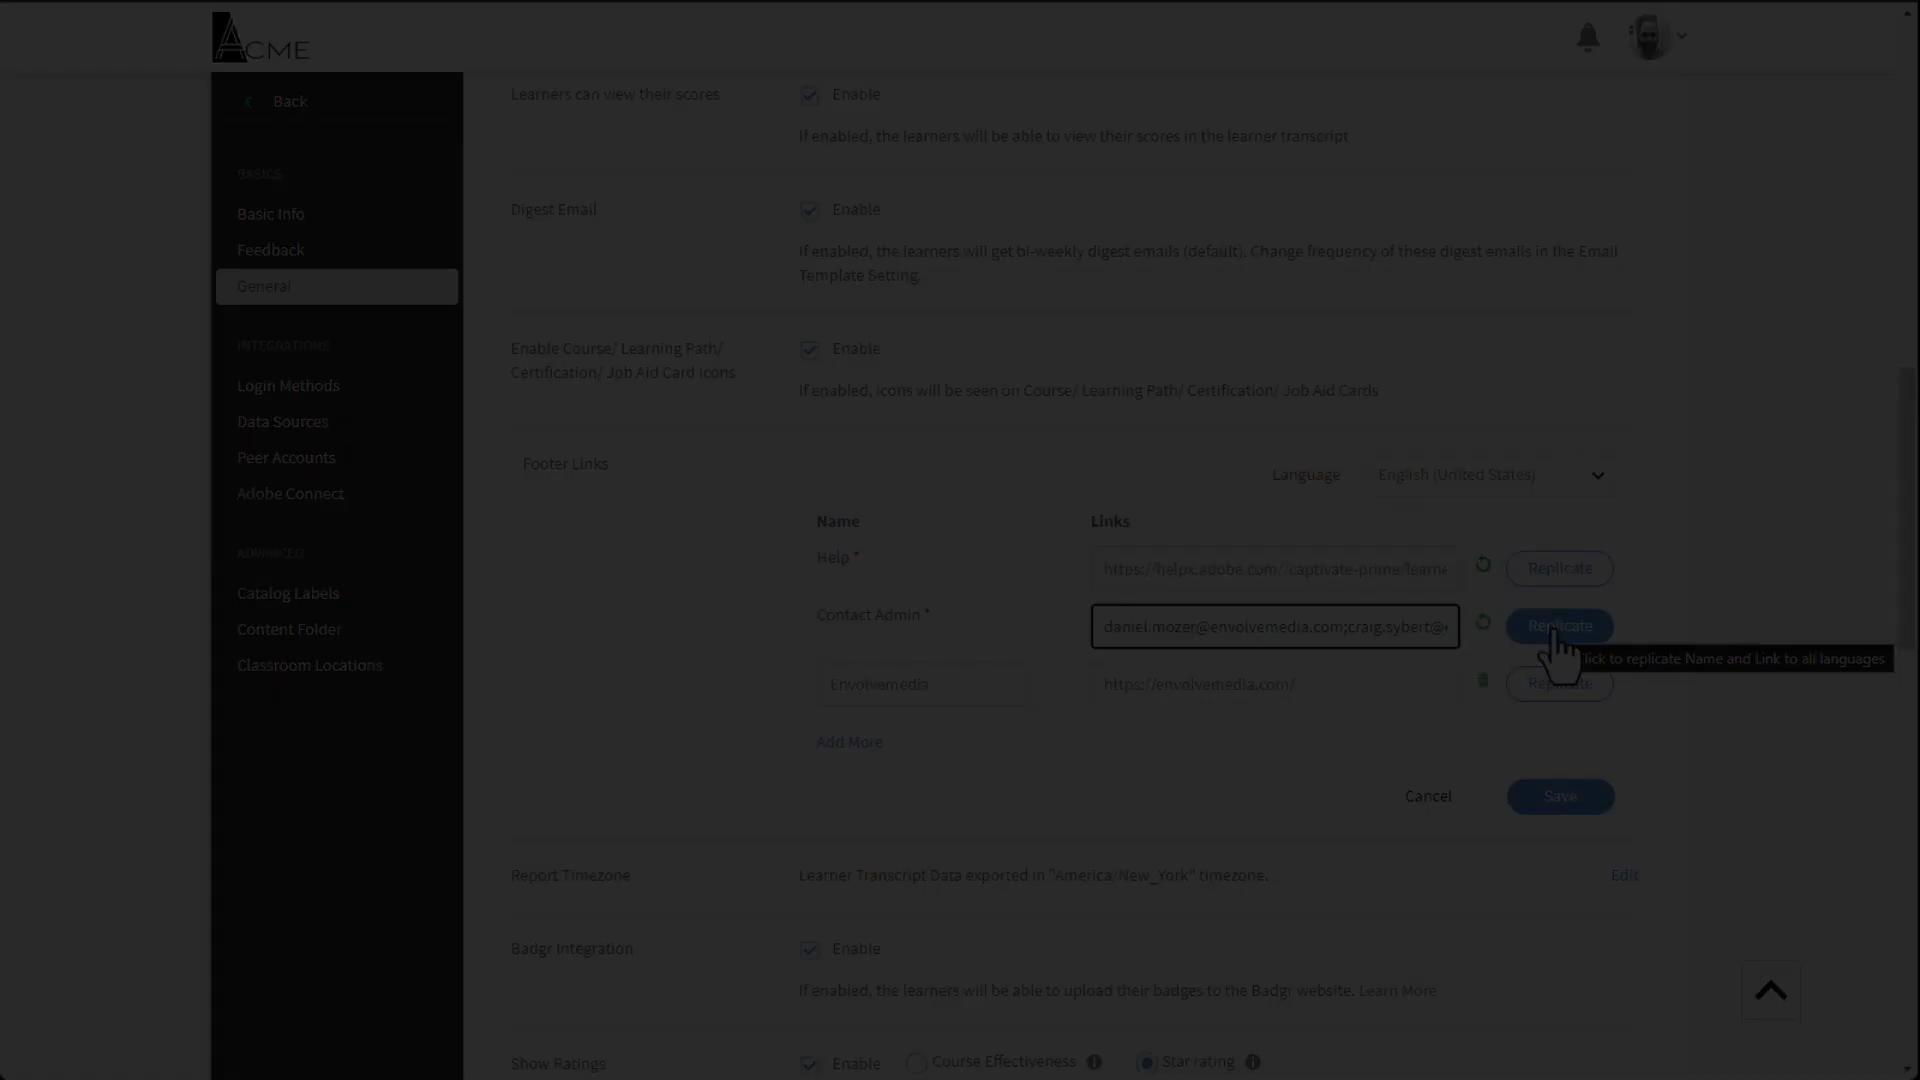 ACME
Back
BASICS
Basic Info
Feedback
General
INTEGRATIONS
Login Methods
Data Sources
Peer Accounts
Adobe Connect
ADVANCED
Catalog Labels
Content Folder
Classroom Locations
Learners can view their scores
Enable
If enabled, the learners will be able to view their scores in the learner transcript
Digest Email
Enable
If enabled, the learners will get bi-weekly digest emails (default). Change frequency of these digest emails in the Email
Template Setting.
Enable Course/ Learning Path/
Certification/ Job Aid Card icons
Enable
If enabled, icons will be seen on Course/ Learning Path/ Certification/ Job Aid Cards
Footer Links
Language English (United States)
Name Links
Help * https://helpx.adobe.com//captivate-prime/learne Replicate
Contact Admin * daniel.mozer@envolvemedia.com;craig.sybert@ Replicate
Click to replicate Name and Link to all languages
Envolvemedia https://envolvemedia.com/ Replicate
Add More
Cancel Save
Report Timezone Learner Transcript Data exported in "America/New_York" timezone. Edit
Badgr Integration
Enable
If enabled, the learners will be able to upload their badges to the Badgr website. Learn More
Show Ratings Enable Course Effectiveness Star rating